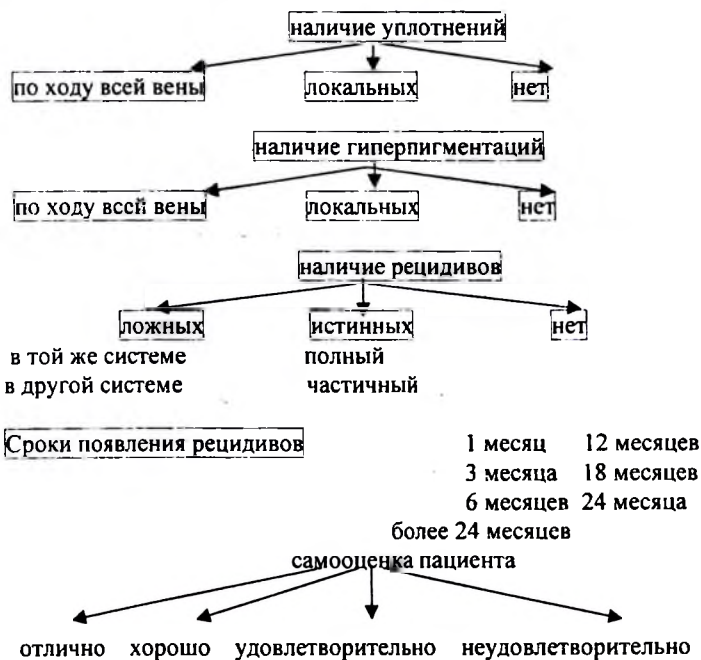 наличие уплотнений
по ходу всей вены локальных нет
наличие гиперпигментаций
по ходу всей вены локальных нет
наличие рецидивов
ложных истинных нет
в той же системе полный
в другой системе частичный
Сроки появления рецидивов 1 месяц 12 месяцев
3 месяца 18 месяцев
6 месяцев 24 месяца
более 24 месяцев
самооценка пациента
отлично хорошо удовлетворительно неудовлетворительно